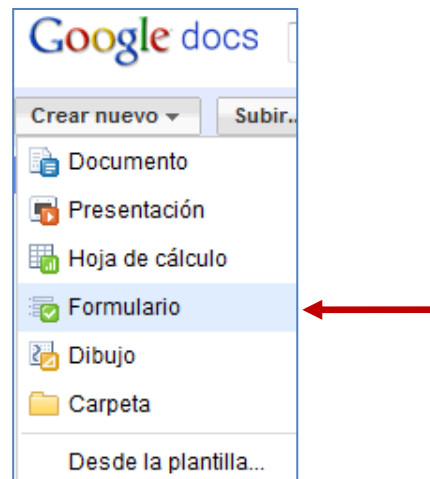 Google docs
Crear nuevo Subir..
Documento
Presentación
Hoja de cálculo
Formulario
Dibujo
Carpeta
Desde la plantilla...